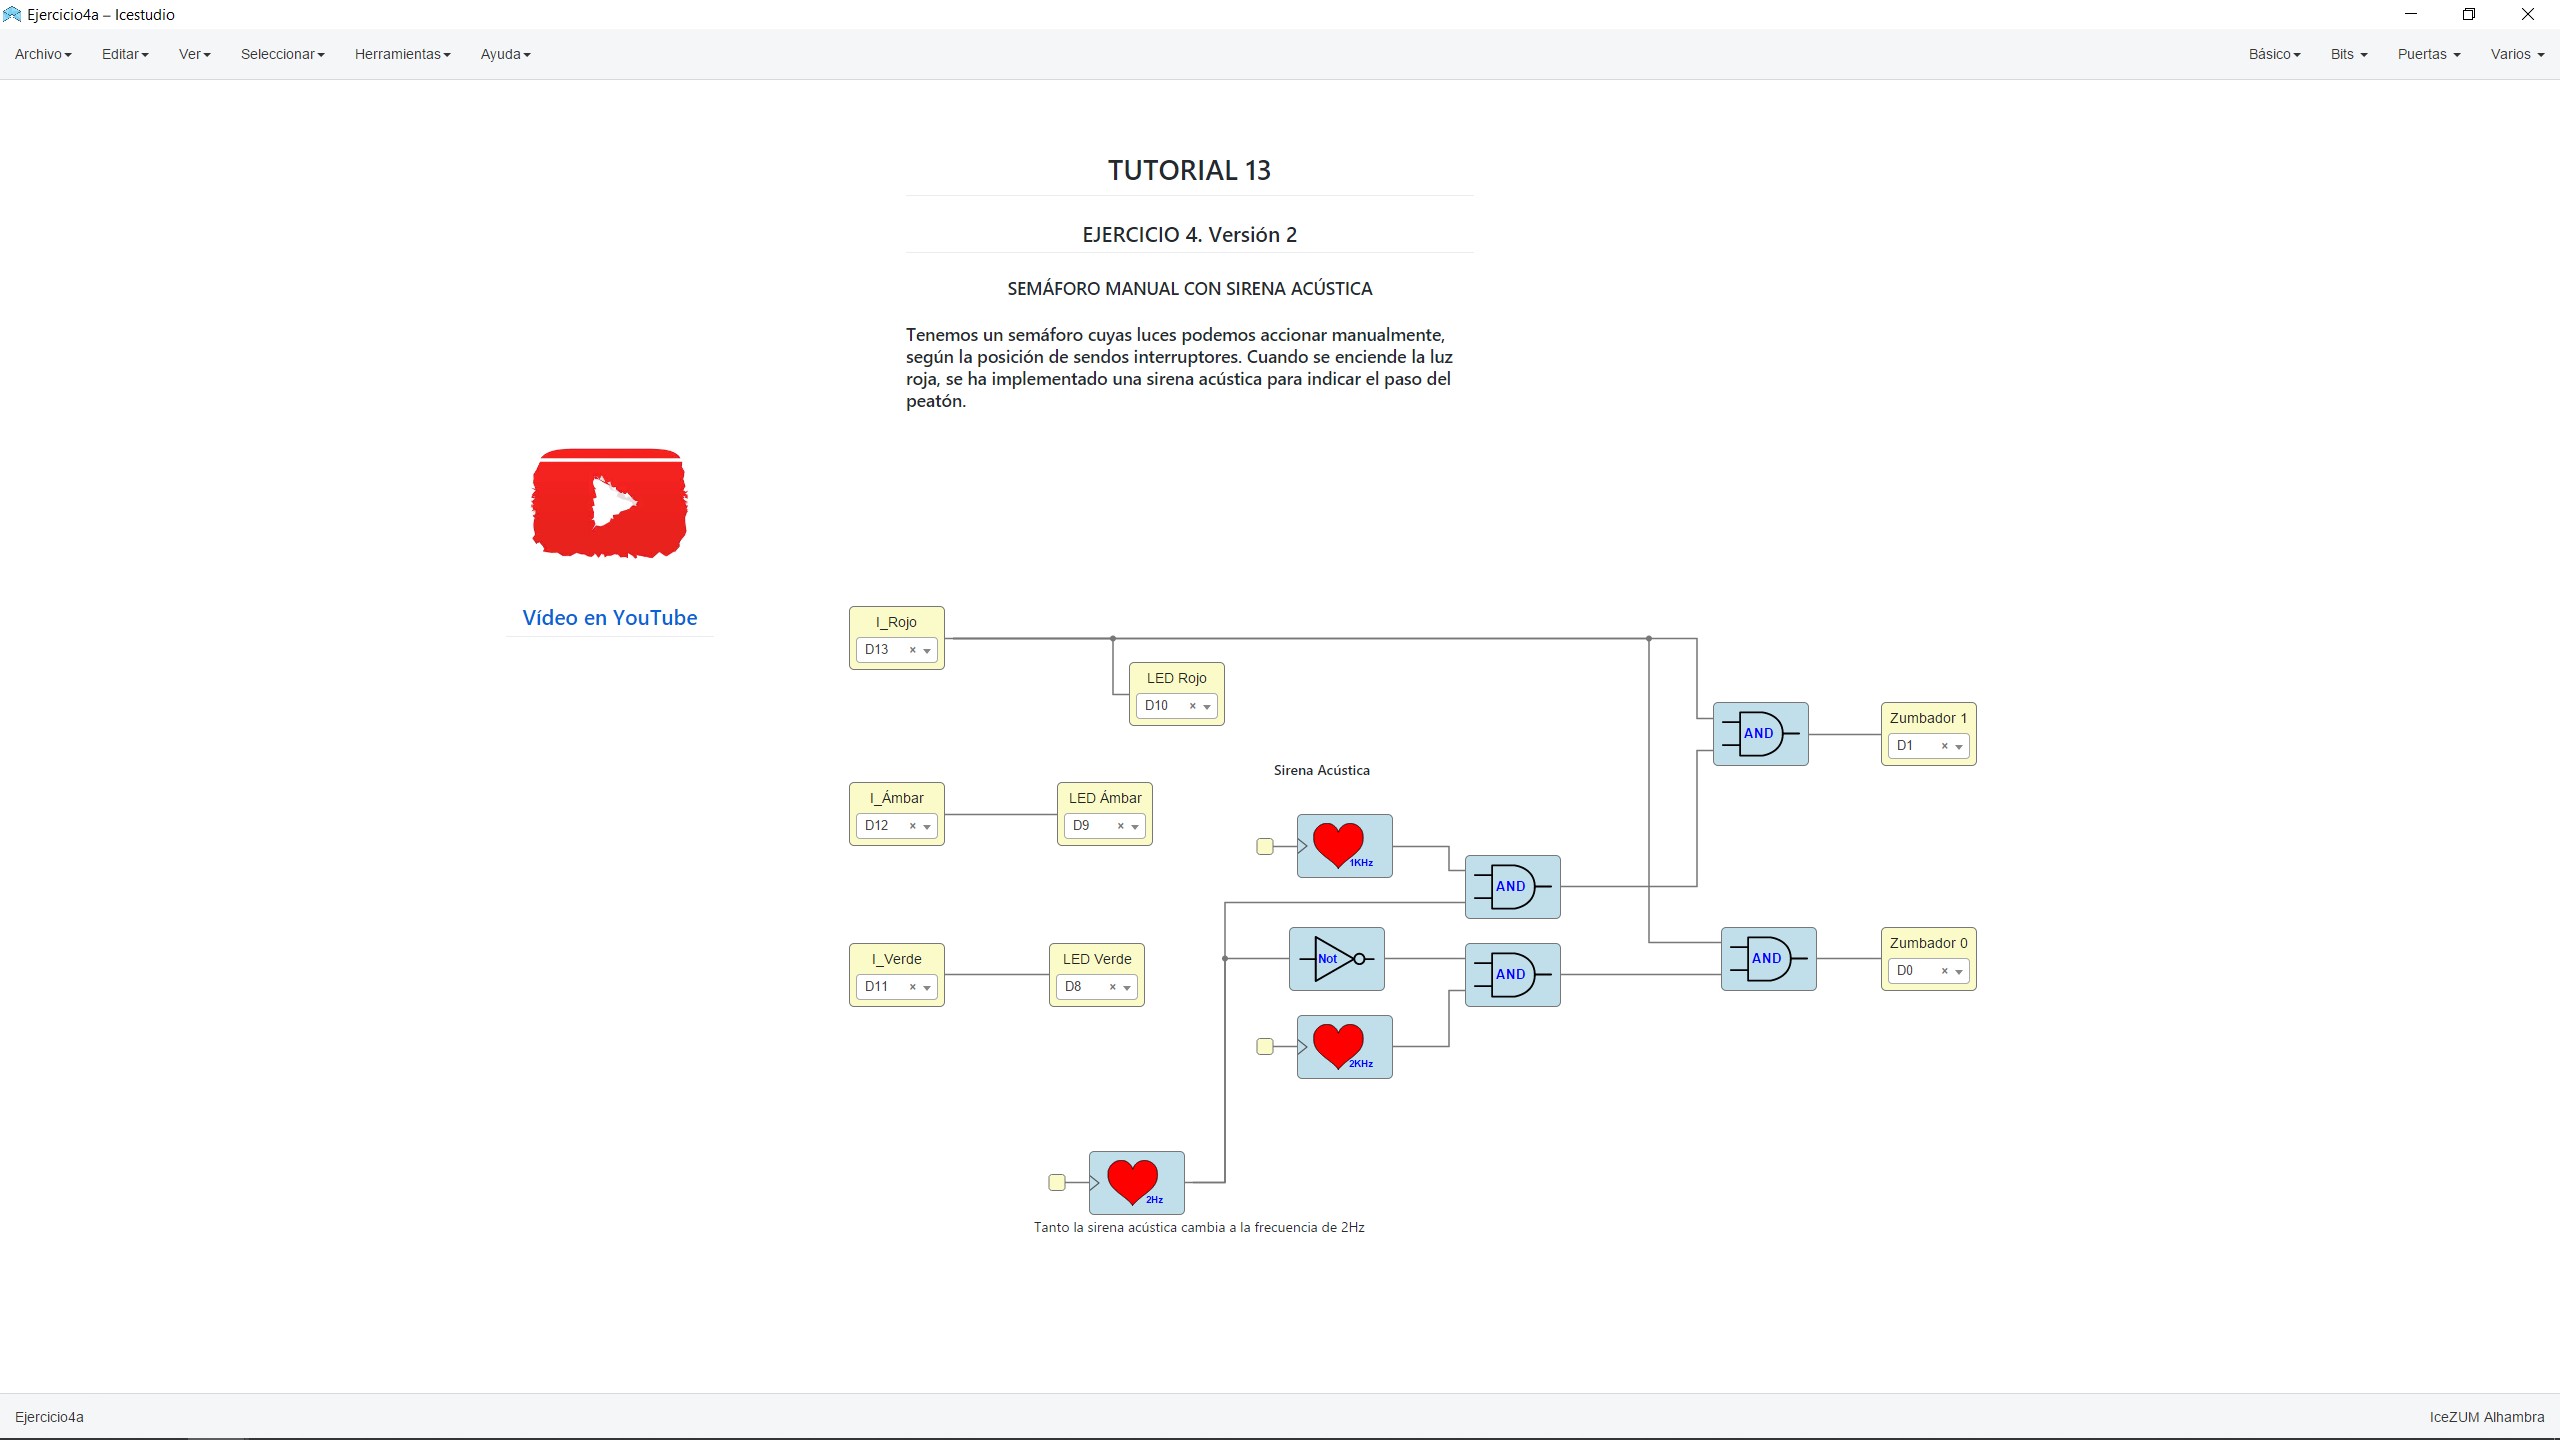 Ejercicio4a – Icestudio
Archivo Editar Ver Seleccionar Herramientas Ayuda Básico Bits Puertas Varios
TUTORIAL 13
EJERCICIO 4. Versión 2
SEMÁFORO MANUAL CON SIRENA ACÚSTICA
Tenemos un semáforo cuyas luces podemos accionar manualmente,
según la posición de sendos interruptores. Cuando se enciende la luz
roja, se ha implementado una sirena acústica para indicar el paso del
peatón.
Vídeo en YouTube
I_Rojo
D13 ×
LED Rojo
D10 ×
AND
Zumbador 1
D1 ×
Sirena Acústica
I_Ámbar
D12 ×
LED Ámbar
D9 ×
1KHz
AND
I_Verde
D11 ×
LED Verde
D8 ×
Not
AND
AND
Zumbador 0
D0 ×
2KHz
2Hz
Tanto la sirena acústica cambia a la frecuencia de 2Hz
Ejercicio4a
IceZUM Alhambra